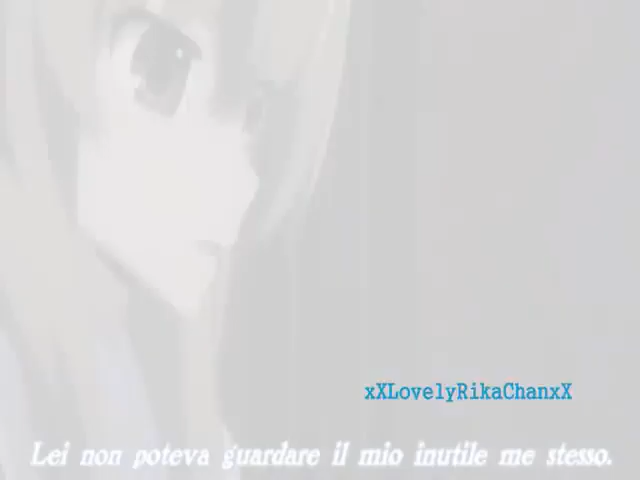 xXLovelyRikaChanxX
Lei non poteva guardare il mio inutile me stesso.